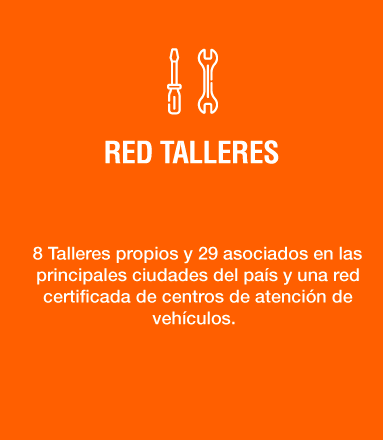 RED TALLERES
8 Talleres propios y 29 asociados en las
principales ciudades del país y una red
certificada de centros de atención de
vehículos.